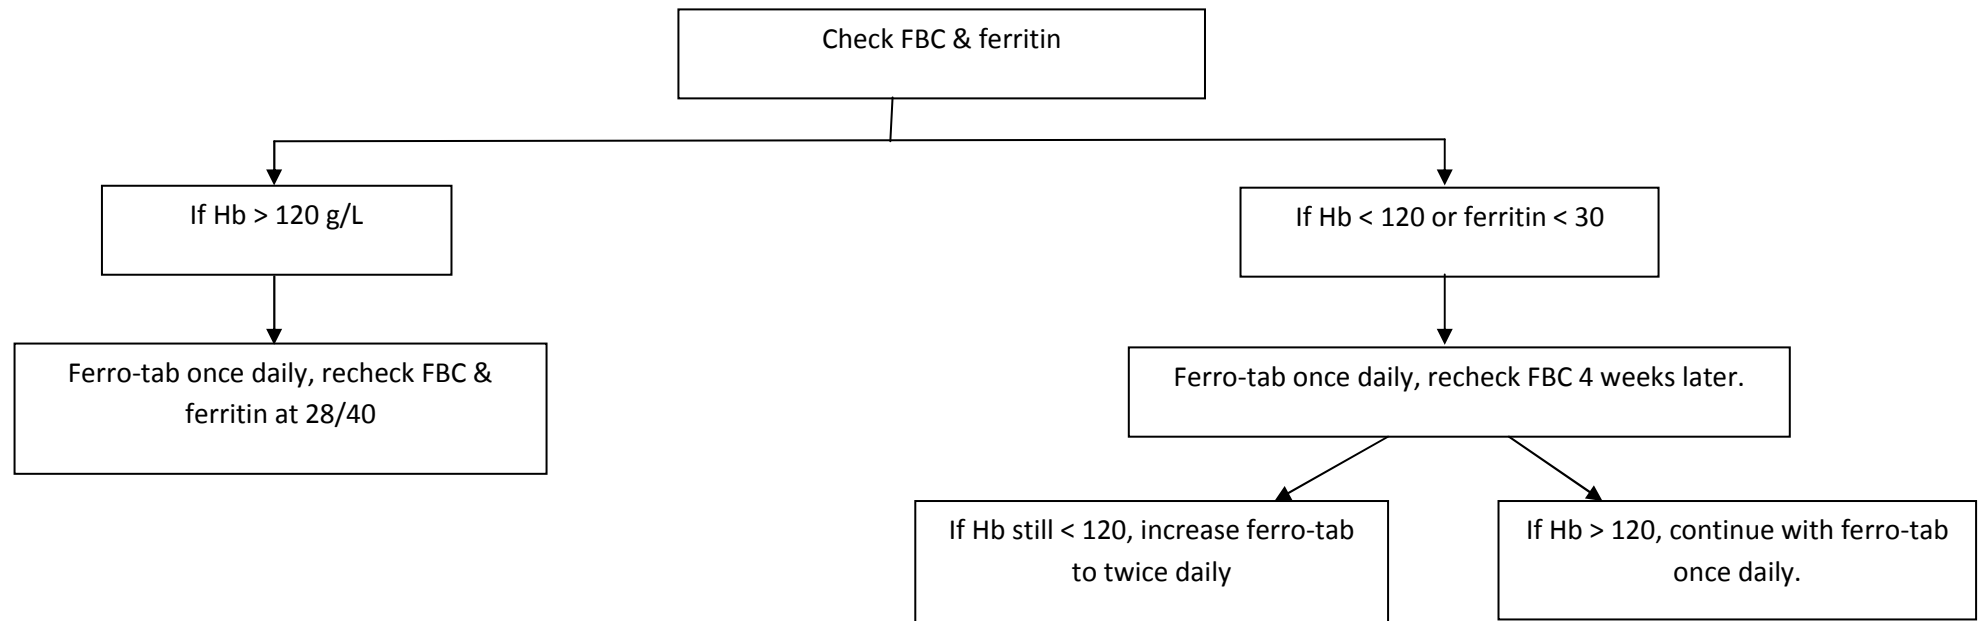 Check FBC & ferritin
If Hb > 120 g/L
If Hb < 120 or ferritin < 30
Ferro-tab once daily, recheck FBC &
ferritin at 28/40
Ferro-tab once daily, recheck FBC 4 weeks later.
If Hb still < 120, increase ferro-tab
to twice daily
If Hb > 120, continue with ferro-tab
once daily.